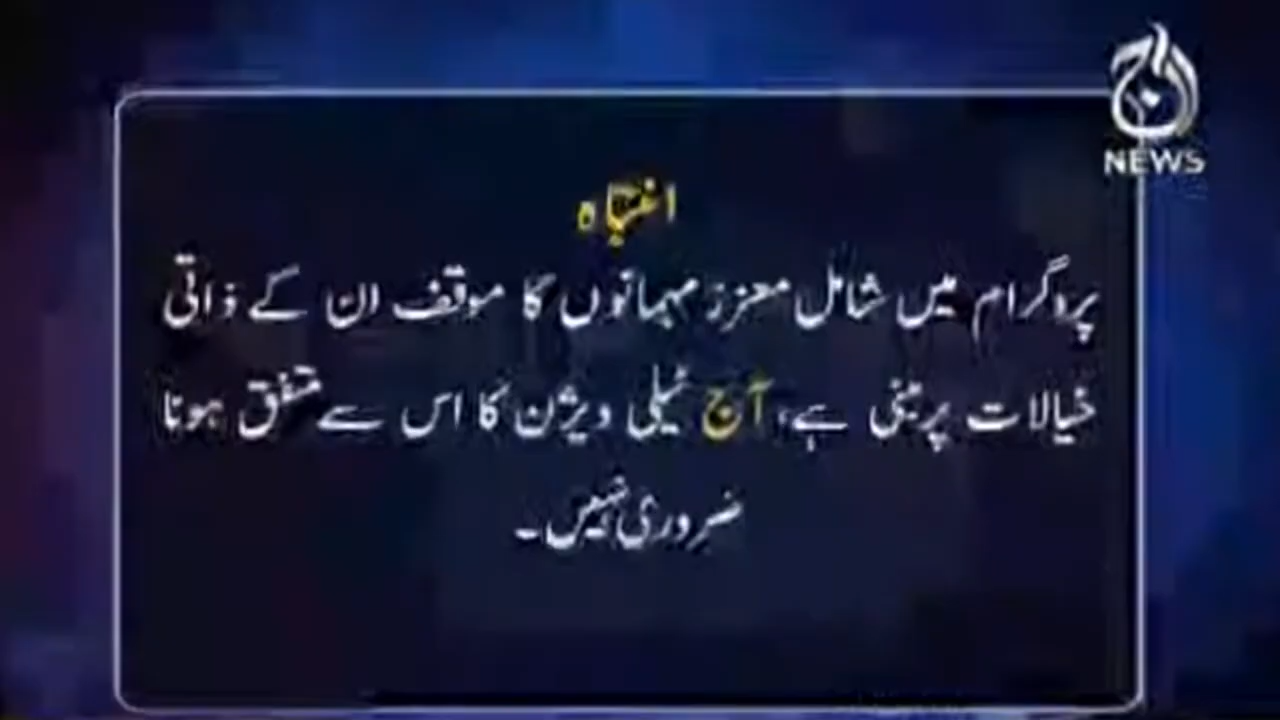 آج
NEWS
انتباہ
پروگرام میں شامل معزز مہمانوں کا موقف ان کے ذاتی
خیالات پر مبنی ہے، آج ٹیلی ویژن کا اس سے متفق ہونا
ضروری نہیں۔